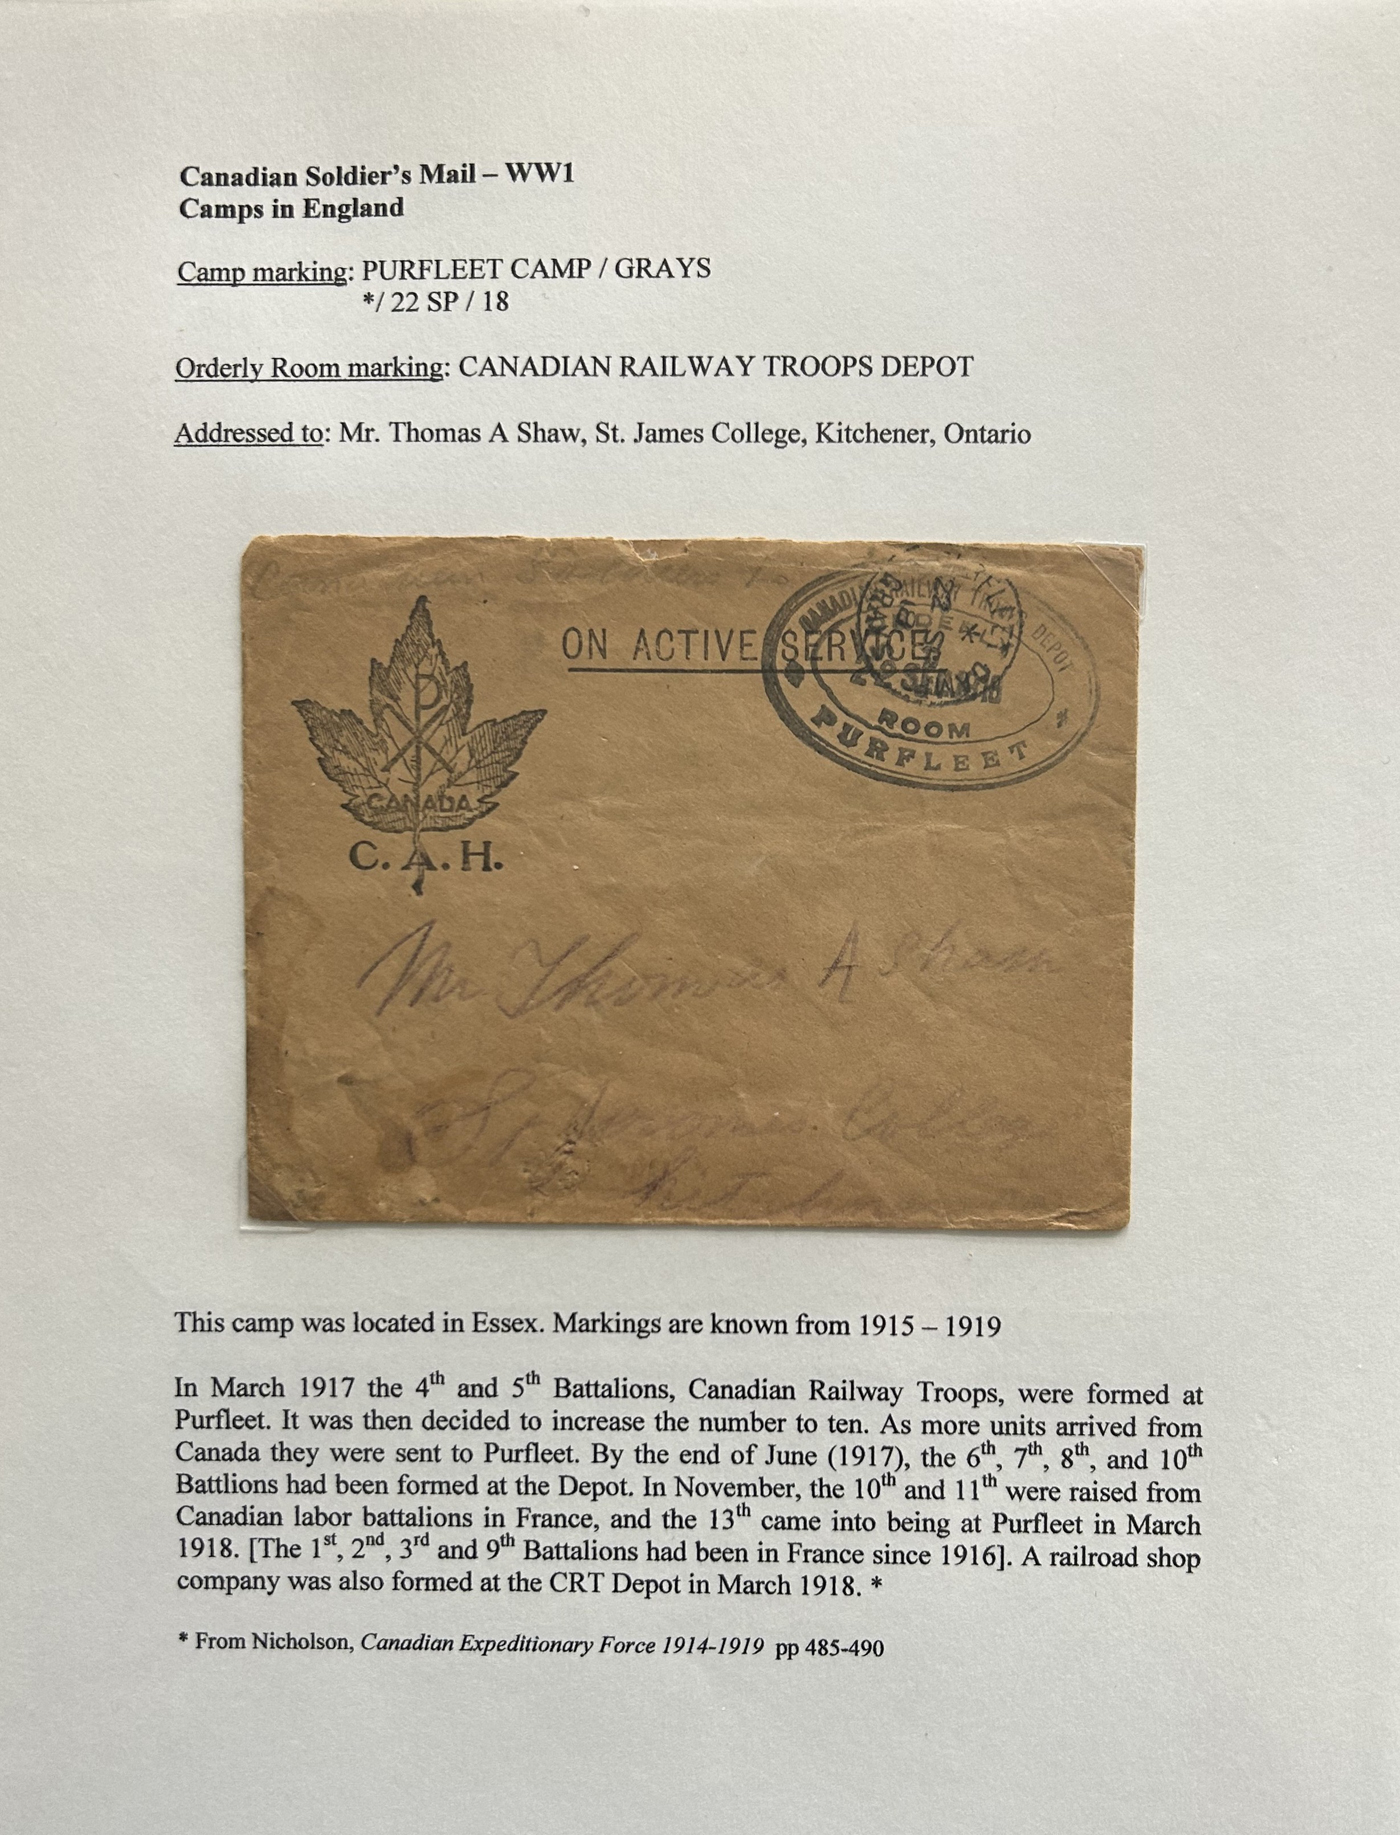 Canadian Soldier's Mail – WW1
Camps in England
Camp marking: PURFLEET CAMP / GRAYS
*/ 22 SP / 18
Orderly Room marking: CANADIAN RAILWAY TROOPS DEPOT
Addressed to: Mr. Thomas A Shaw, St. James College, Kitchener, Ontario
ON ACTIVE SERVICE
CANADIAN RAILWAY TROOPS DEPOT
ROOM
PURFLEET
CANADA
C. A. H.
Mr Thomas A Shaw
This camp was located in Essex. Markings are known from 1915 – 1919
In March 1917 the 4th and 5th Battalions, Canadian Railway Troops, were formed at
Purfleet. It was then decided to increase the number to ten. As more units arrived from
Canada they were sent to Purfleet. By the end of June (1917), the 6th, 7th, 8th, and 10th
Battlions had been formed at the Depot. In November, the 10th and 11th were raised from
Canadian labor battalions in France, and the 13th came into being at Purfleet in March
1918. [The 1st, 2nd, 3rd and 9th Battalions had been in France since 1916]. A railroad shop
company was also formed at the CRT Depot in March 1918. *
* From Nicholson, Canadian Expeditionary Force 1914-1919 pp 485-490